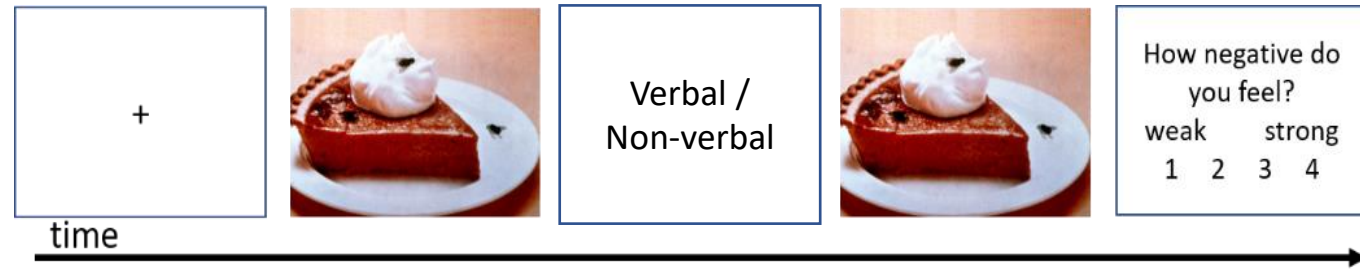 +
Verbal /
Non-verbal
How negative do
you feel?
weak strong
1 2 3 4
time